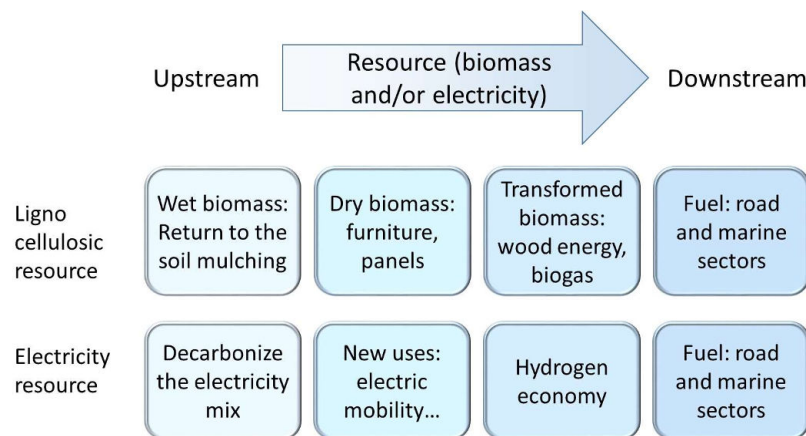 Upstream
Resource (biomass
and/or electricity)
Downstream
Ligno
cellulosic
resource
Wet biomass:
Return to the
soil mulching
Dry biomass:
furniture,
panels
Transformed
biomass:
wood energy,
biogas
Fuel: road
and marine
sectors
Electricity
resource
Decarbonize
the electricity
mix
New uses:
electric
mobility…
Hydrogen
economy
Fuel: road
and marine
sectors